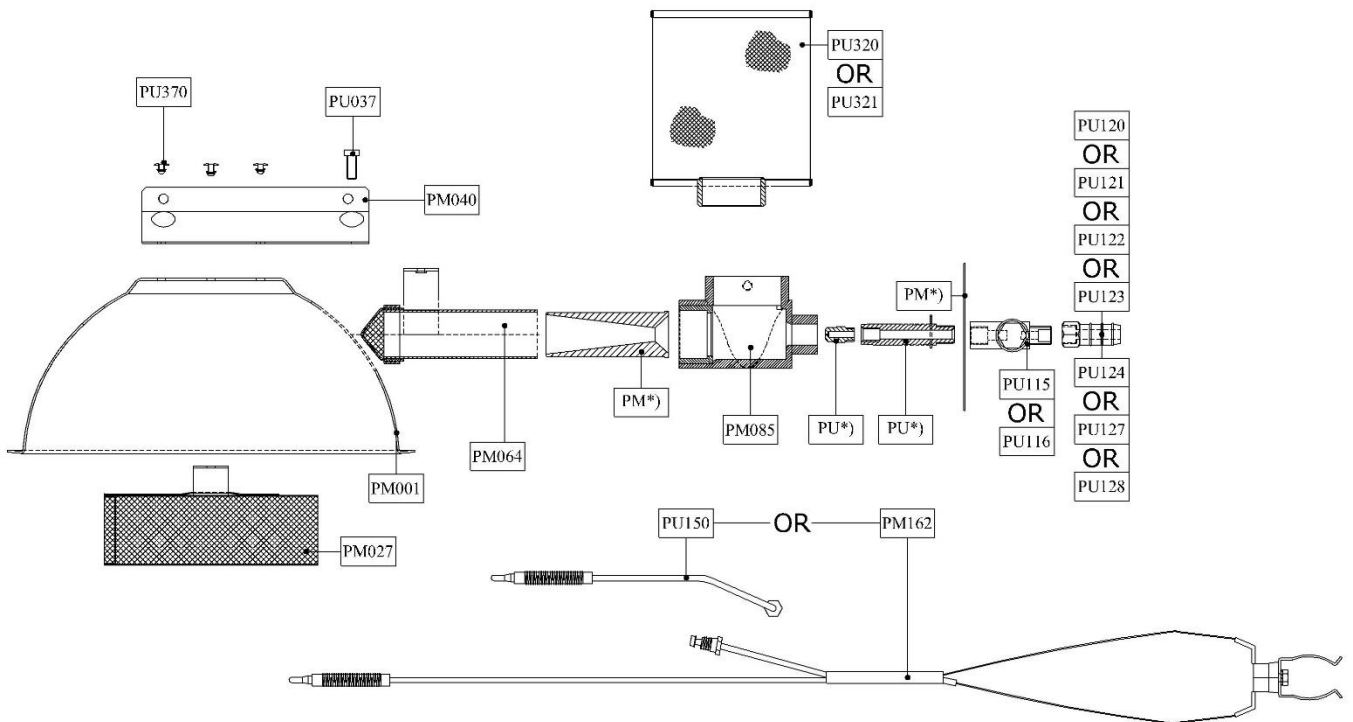 PU370
PU037
PM040
PU320
OR
PU321
PU120
OR
PU121
OR
PU122
OR
PU123
PM*)
PM*)
PM064
PM001
PM027
PM085
PU*)
PU*)
PU115
OR
PU116
PU124
OR
PU127
OR
PU128
PU150 OR PM162